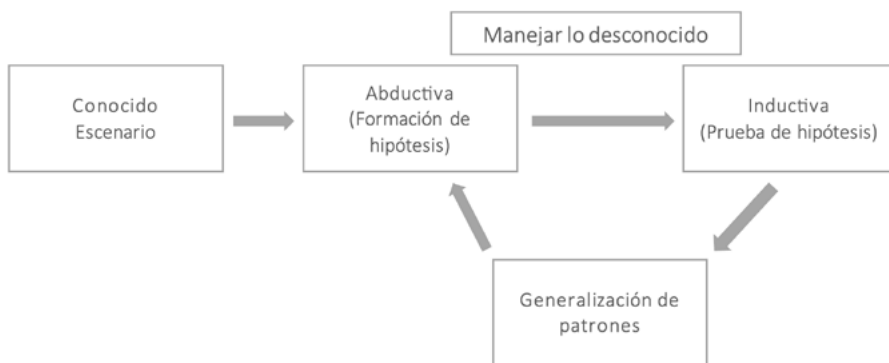 Manejar lo desconocido
Conocido
Escenario
Abductiva
(Formación de
hipótesis)
Inductiva
(Prueba de hipótesis)
Generalización de
patrones